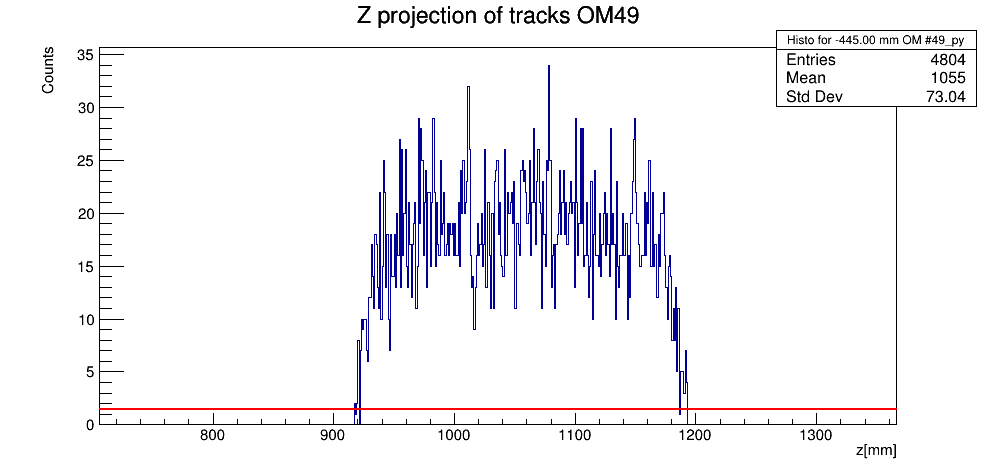 Z projection of tracks OM49
Histo for -445.00 mm OM #49_py
Entries 4804
Mean 1055
Std Dev 73.04
Counts
35
30
25
20
15
10
5
0
800 900 1000 1100 1200 1300
z[mm]